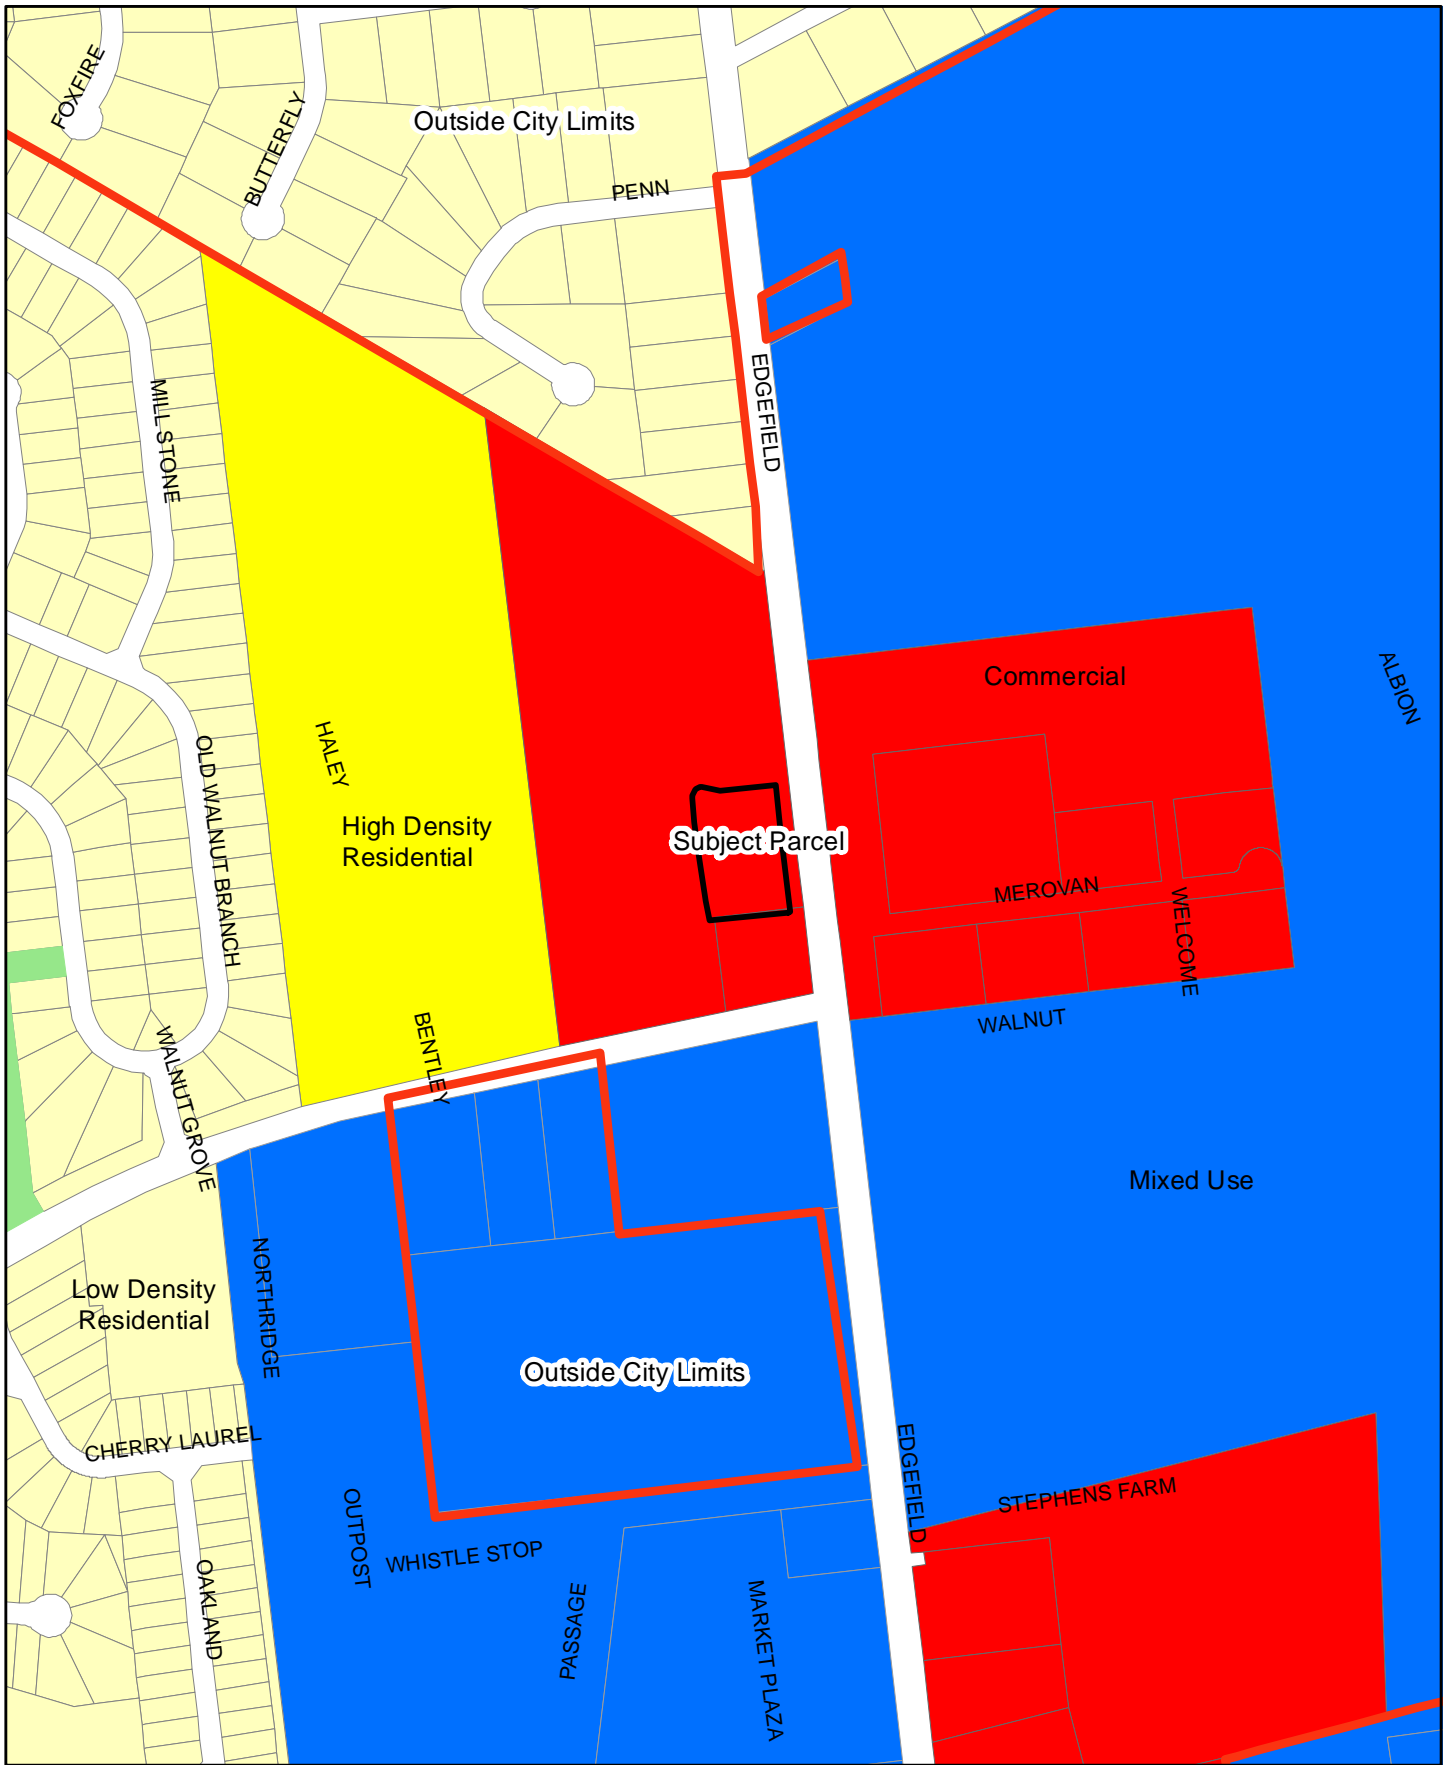 FOXFIRE
BUTTERFLY
Outside City Limits
PENN
EDGEFIELD
MILL STONE
Commercial
ALBION
HALEY
OLD WALNUT BRANCH
High Density
Residential
Subject Parcel
MEROVAN
WELCOME
WALNUT
BENTLEY
WALNUT GROVE
Mixed Use
NORTHRIDGE
Low Density
Residential
Outside City Limits
CHERRY LAUREL
EDGEFIELD
STEPHENS FARM
OUTPOST
WHISTLE STOP
OAKLAND
PASSAGE
MARKET PLAZA